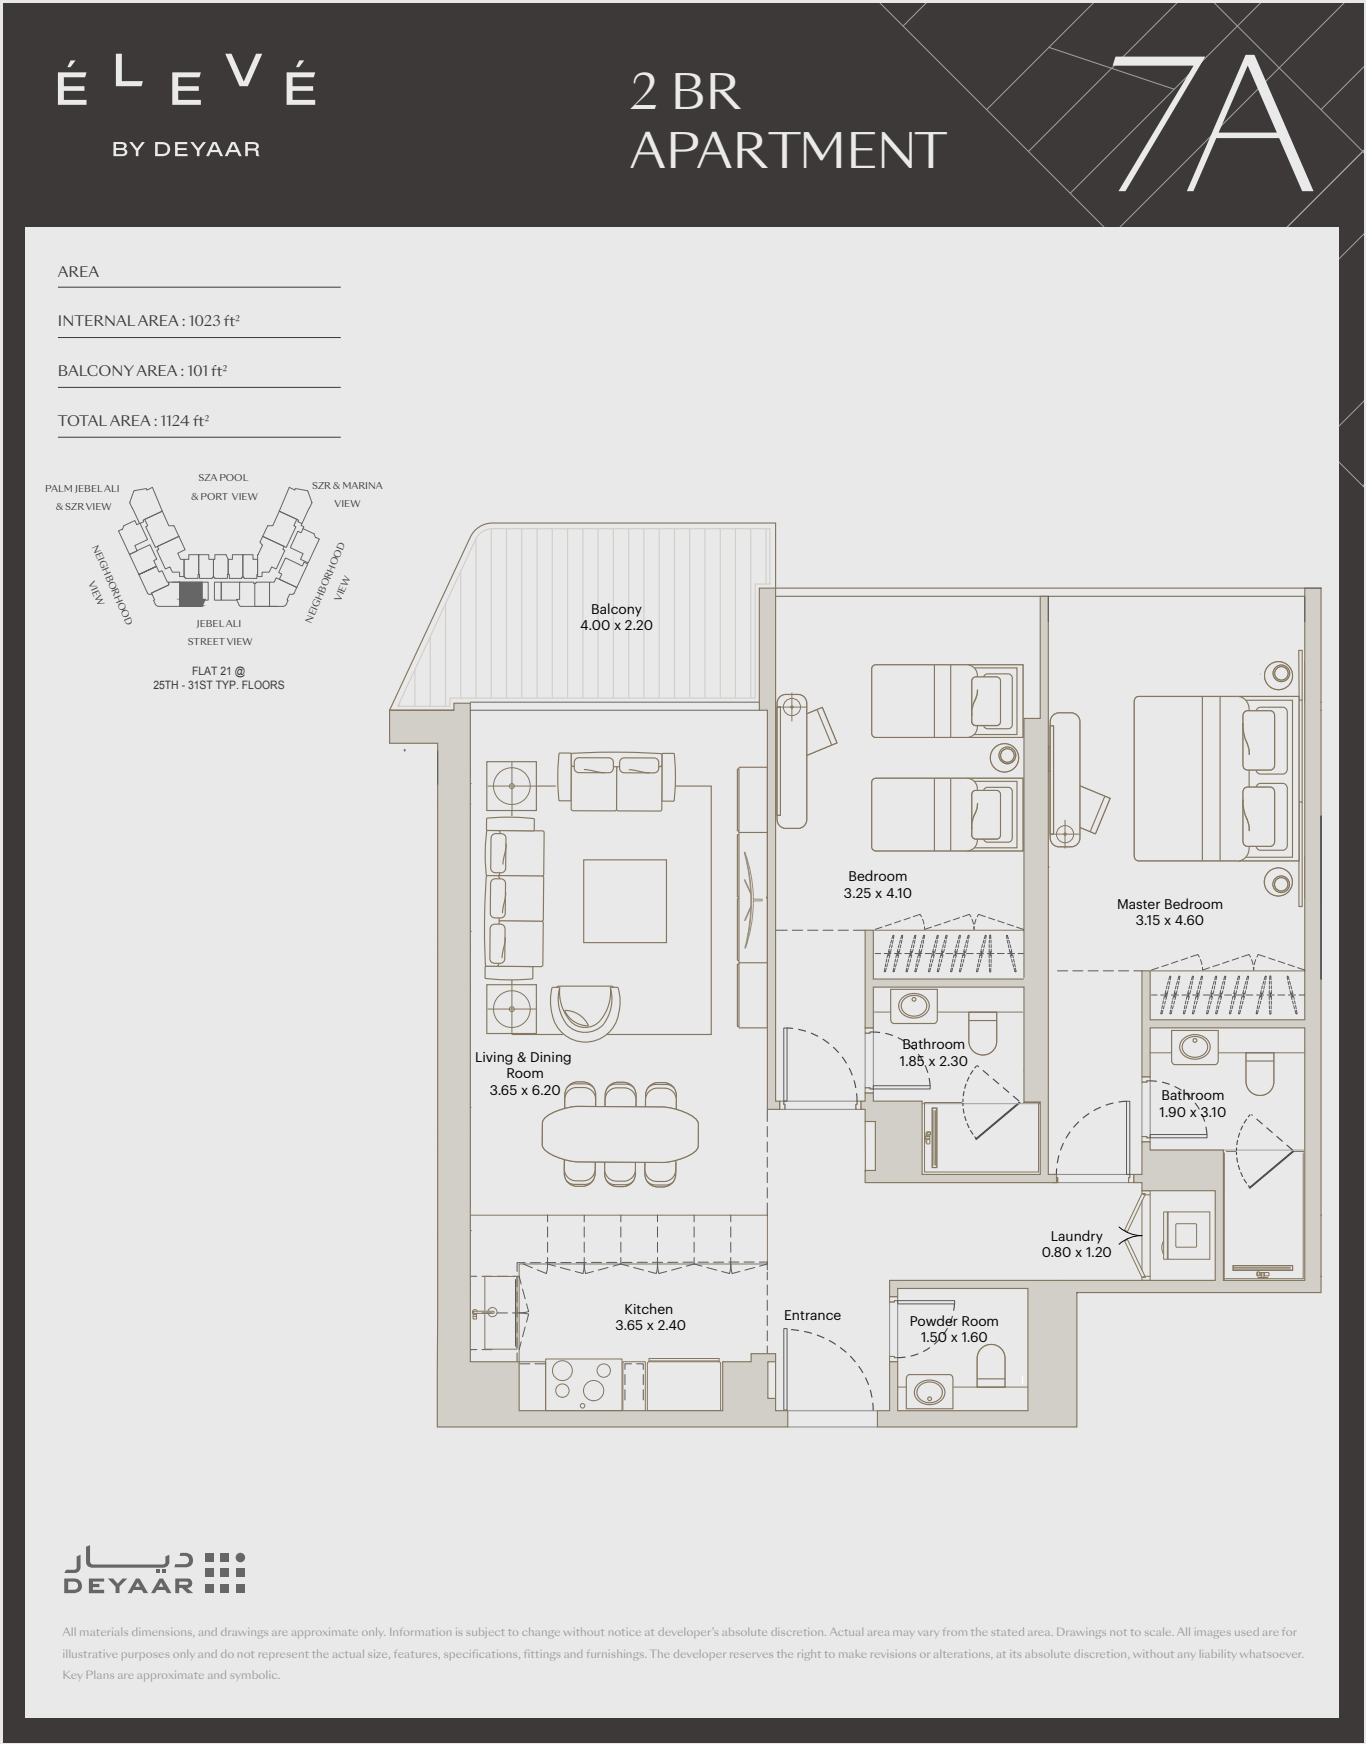 ÉLEVÉ
BY DEYAAR
2 BR
APARTMENT
7A
AREA
INTERNAL AREA : 1023 ft²
BALCONY AREA : 101 ft²
TOTAL AREA : 1124 ft²
SZA POOL
& PORT VIEW
PALM JEBEL ALI
& SZR VIEW
SZR & MARINA
VIEW
NEIGHBORHOOD
VIEW
NEIGHBORHOOD
VIEW
JEBEL ALI
STREET VIEW
FLAT 21 @
25TH - 31ST TYP. FLOORS
Balcony
4.00 x 2.20
Bedroom
3.25 x 4.10
Master Bedroom
3.15 x 4.60
Living & Dining
Room
3.65 x 6.20
Bathroom
1.85 x 2.30
Bathroom
1.90 x 3.10
Laundry
0.80 x 1.20
Kitchen
3.65 x 2.40
Entrance
Powder Room
1.50 x 1.60
ديار
DEYAAR
All materials dimensions, and drawings are approximate only. Information is subject to change without notice at developer's absolute discretion. Actual area may vary from the stated area. Drawings not to scale. All images used are for
illustrative purposes only and do not represent the actual size, features, specifications, fittings and furnishings. The developer reserves the right to make revisions or alterations, at its absolute discretion, without any liability whatsoever.
Key Plans are approximate and symbolic.